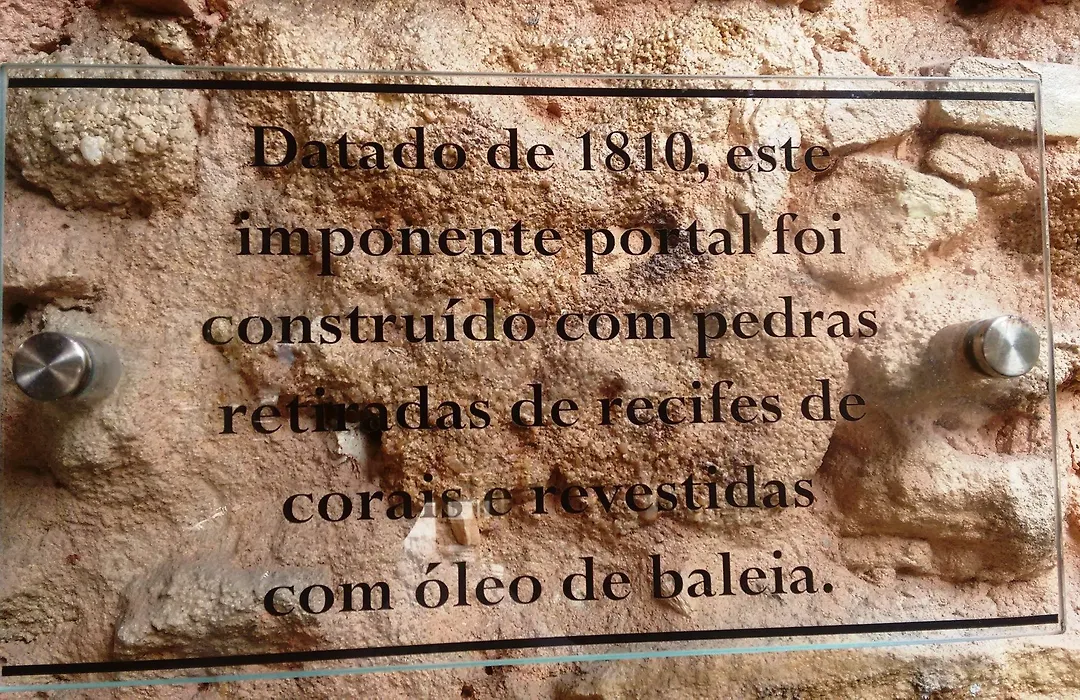 Datado de 1810, este
imponente portal foi
construído com pedras
retiradas de recifes de
corais e revestidas
com óleo de baleia.